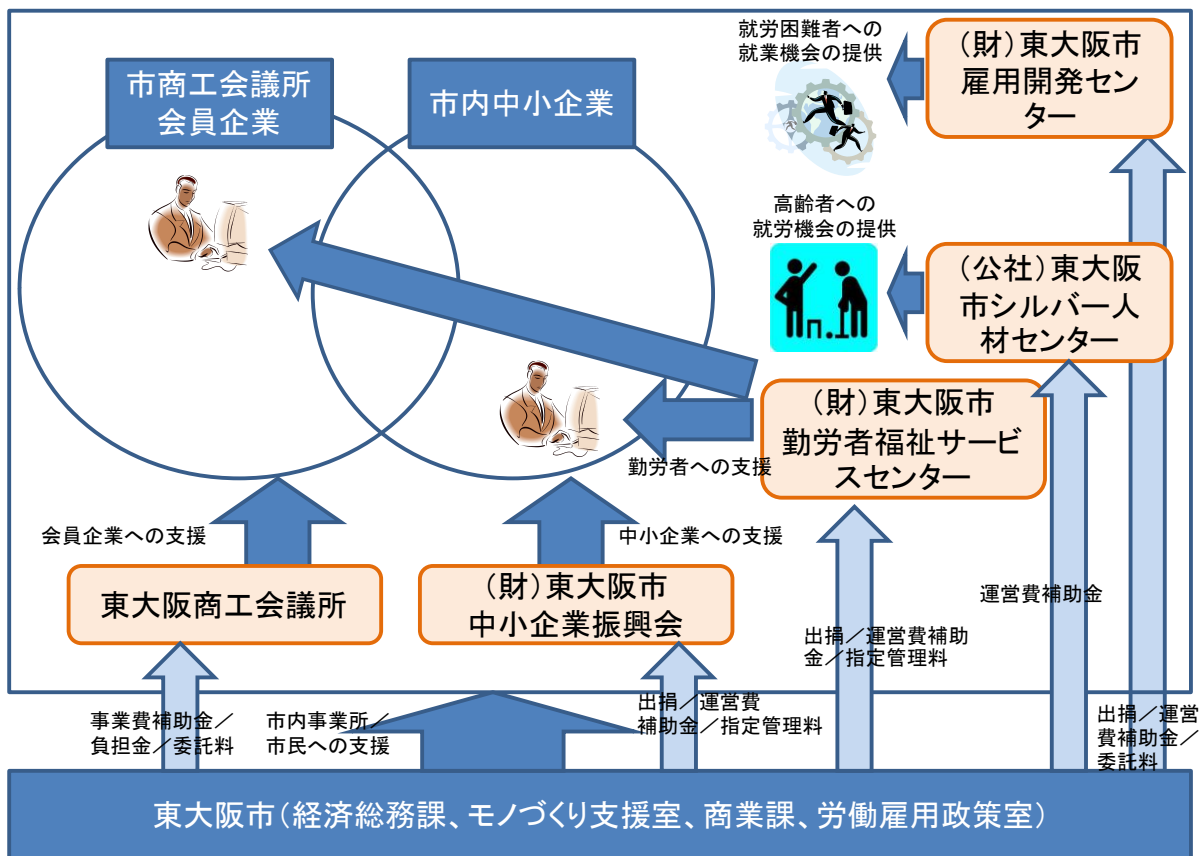 就労困難者への
就業機会の提供
（財）東大阪市
雇用開発セン
ター
市商工会議所
会員企業
市内中小企業
高齢者への
就労機会の提供
（公社）東大阪
市シルバー人
材センター
（財）東大阪市
勤労者福祉サービ
スセンター
勤労者への支援
会員企業への支援
中小企業への支援
東大阪商工会議所
（財）東大阪市
中小企業振興会
運営費補助金
出捐／運営費補助
金／指定管理料
事業費補助金／
負担金／委託料
市内事業所／
市民への支援
出捐／運営費
補助金／指定管理料
出捐／運営
費補助金／
委託料
東大阪市（経済総務課、モノづくり支援室、商業課、労働雇用政策室）